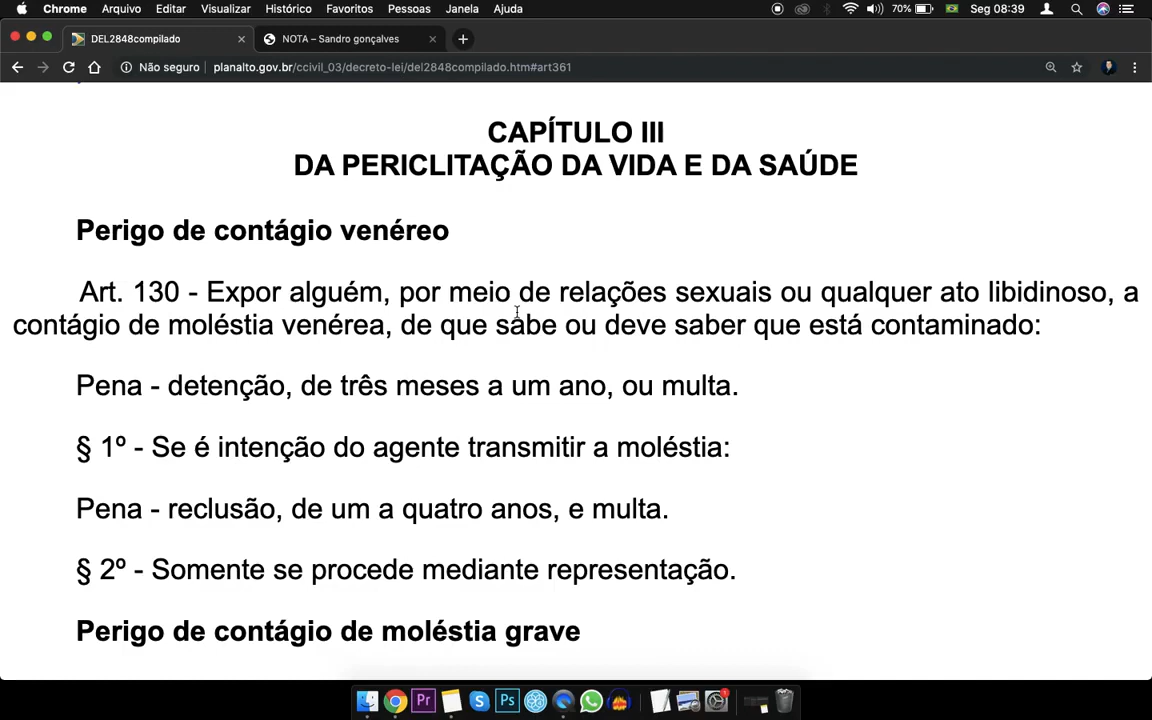 Chrome Arquivo Editar Visualizar Histórico Favoritos Pessoas Janela Ajuda 70% Seg 08:39
DEL2848compilado NOTA – Sandro gonçalves
Não seguro planalto.gov.br/ccivil_03/decreto-lei/del2848compilado.htm#art361
CAPÍTULO III
DA PERICLITAÇÃO DA VIDA E DA SAÚDE
Perigo de contágio venéreo
Art. 130 - Expor alguém, por meio de relações sexuais ou qualquer ato libidinoso, a
contágio de moléstia venérea, de que sabe ou deve saber que está contaminado:
Pena - detenção, de três meses a um ano, ou multa.
§ 1º - Se é intenção do agente transmitir a moléstia:
Pena - reclusão, de um a quatro anos, e multa.
§ 2º - Somente se procede mediante representação.
Perigo de contágio de moléstia grave
Pr Ps